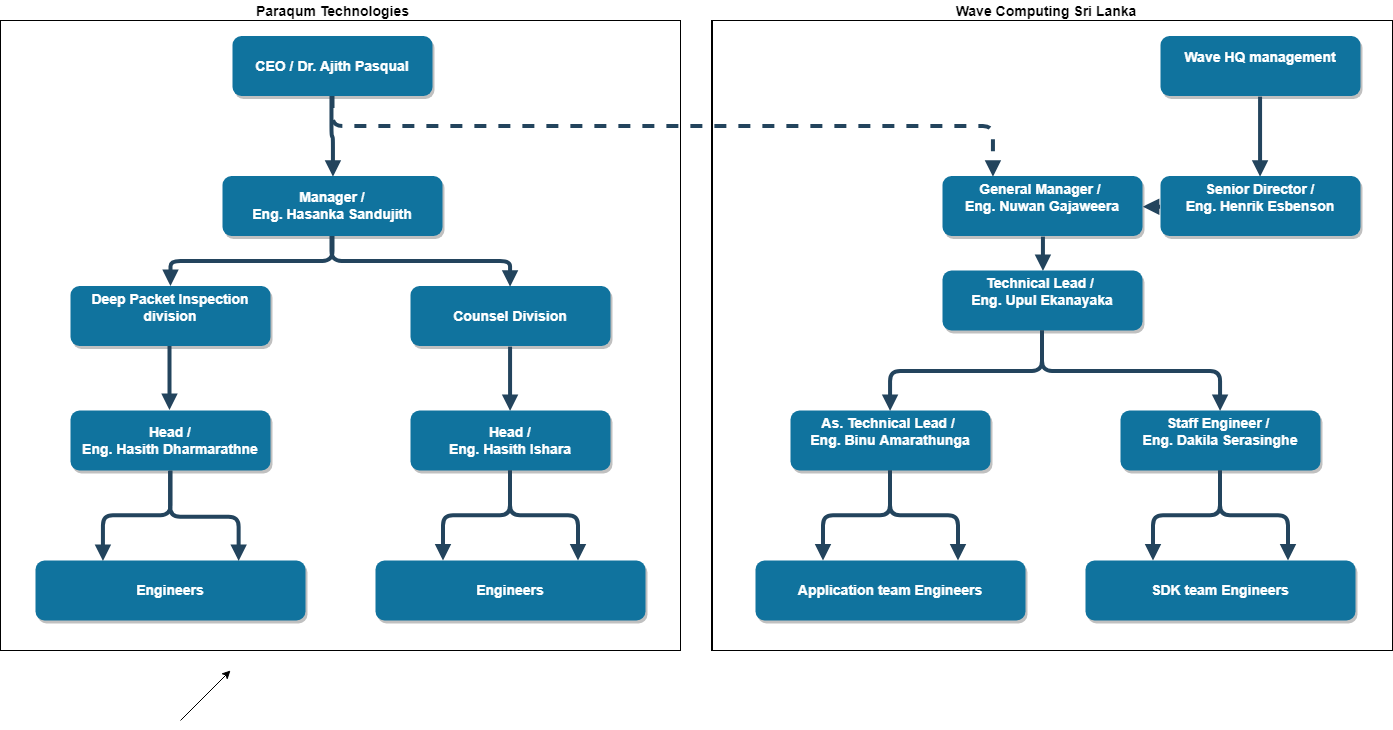 Paraqum Technologies
CEO / Dr. Ajith Pasqual
Manager /
Eng. Hasanka Sandujith
Deep Packet Inspection
division
Counsel Division
Head /
Eng. Hasith Dharmarathne
Head /
Eng. Hasith Ishara
Engineers
Engineers
Wave Computing Sri Lanka
Wave HQ management
General Manager /
Eng. Nuwan Gajaweera
Senior Director /
Eng. Henrik Esbenson
Technical Lead /
Eng. Upul Ekanayaka
As. Technical Lead /
Eng. Binu Amarathunga
Staff Engineer /
Eng. Dakila Serasinghe
Application team Engineers
SDK team Engineers